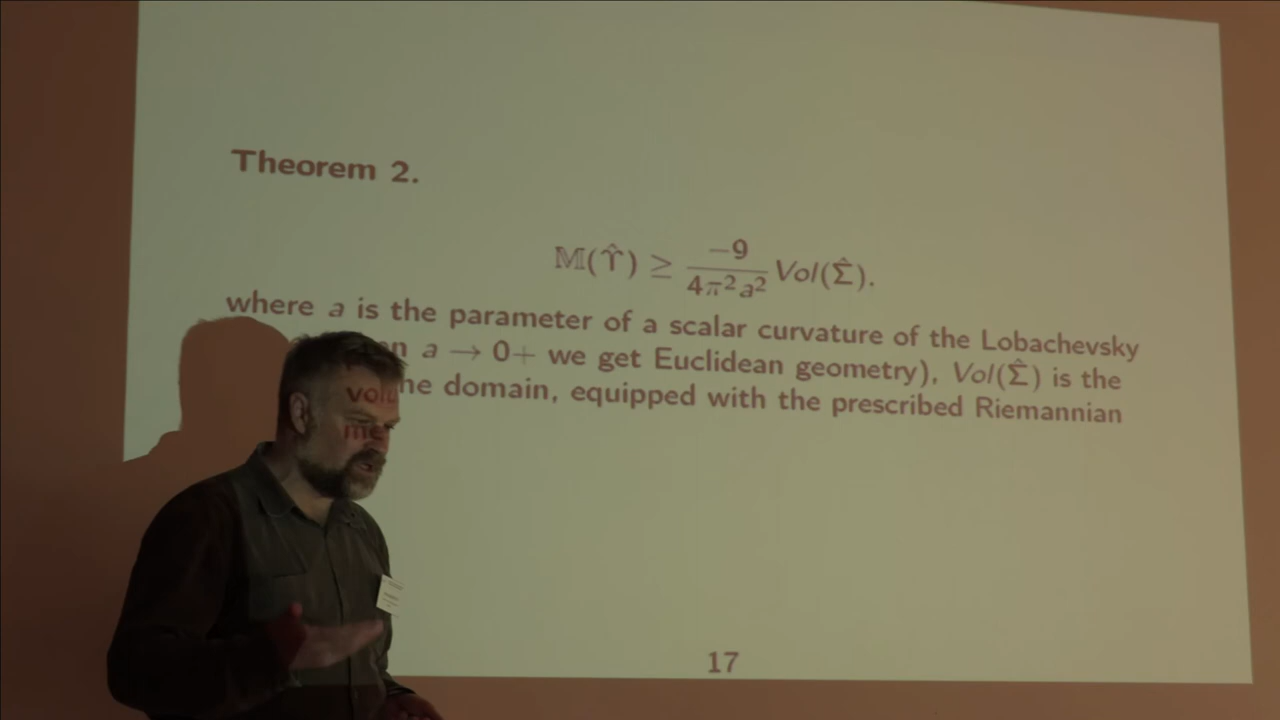 Theorem 2.
𝕄(Υ̂) ≥ −9/4π²a² Vol(Σ̂).
where a is the parameter of a scalar curvature of the Lobachevsky
a → 0+ we get Euclidean geometry), Vol(Σ̂) is the
domain, equipped with the prescribed Riemannian
17